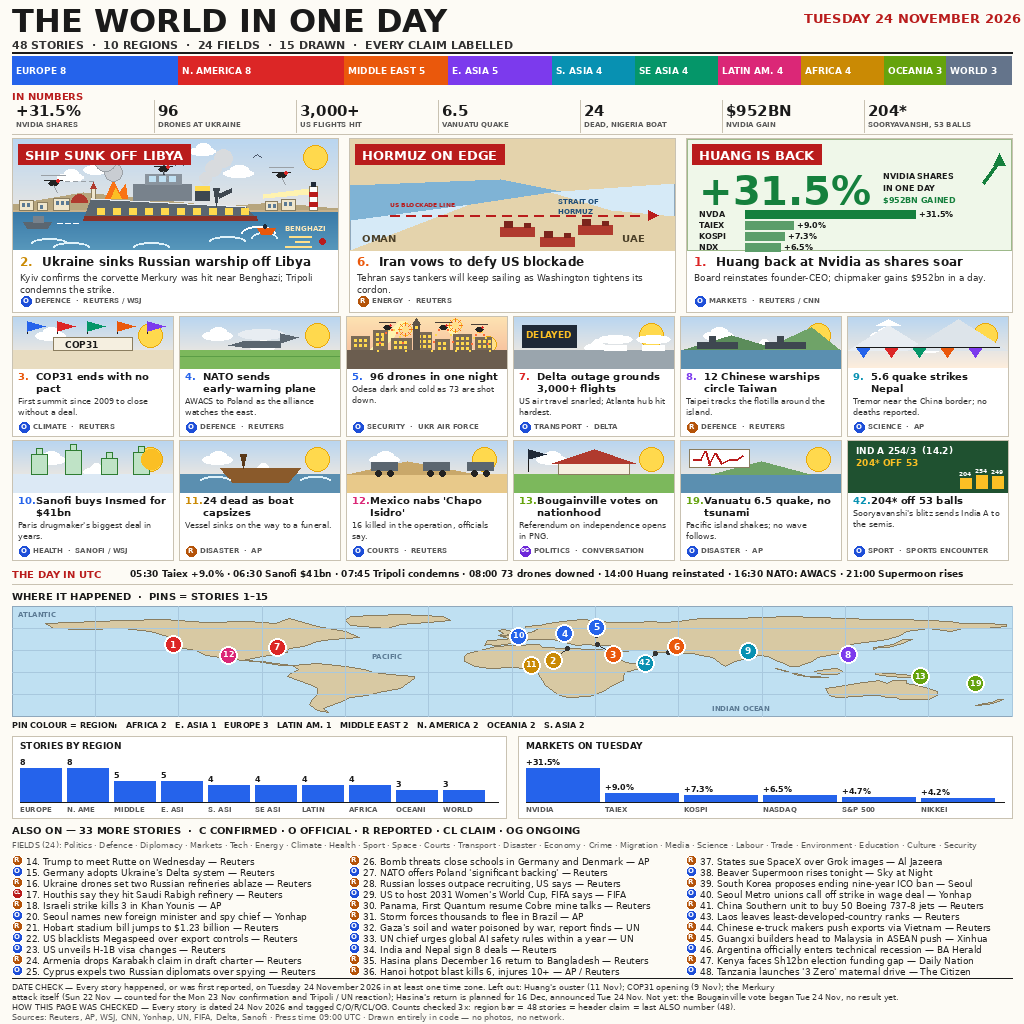 THE WORLD IN ONE DAY
TUESDAY 24 NOVEMBER 2026
48 STORIES · 10 REGIONS · 24 FIELDS · 15 DRAWN · EVERY CLAIM LABELLED
EUROPE 8 N. AMERICA 8 MIDDLE EAST 5 E. ASIA 5 S. ASIA 4 SE ASIA 4 LATIN AM. 4 AFRICA 4 OCEANIA 3 WORLD 3
IN NUMBERS
+31.5% 96 3,000+ 6.5 24 $952BN 204*
NVIDIA SHARES DRONES AT UKRAINE US FLIGHTS HIT VANUATU QUAKE DEAD, NIGERIA BOAT NVIDIA GAIN SOORYAVANSHI, 53 BALLS
SHIP SUNK OFF LIBYA
BENGHAZI
2. Ukraine sinks Russian warship off Libya
Kyiv confirms the corvette Merkury was hit near Benghazi; Tripoli
condemns the strike.
O DEFENCE · REUTERS / WSJ
HORMUZ ON EDGE
US BLOCKADE LINE
STRAIT OF
HORMUZ
OMAN
UAE
6. Iran vows to defy US blockade
Tehran says tankers will keep sailing as Washington tightens its
cordon.
R ENERGY · REUTERS
HUANG IS BACK
+31.5%
NVIDIA SHARES
IN ONE DAY
$952BN GAINED
NVDA +31.5%
TAIEX +9.0%
KOSPI +7.3%
NDX +6.5%
1. Huang back at Nvidia as shares soar
Board reinstates founder-CEO; chipmaker gains $952bn in a day.
O MARKETS · REUTERS / CNN
COP31
3. COP31 ends with no
pact
First summit since 2009 to close
without a deal.
O CLIMATE · REUTERS
4. NATO sends
early-warning plane
AWACS to Poland as the alliance
watches the east.
O DEFENCE · REUTERS
5. 96 drones in one night
Odesa dark and cold as 73 are shot
down.
O SECURITY · UKR AIR FORCE
DELAYED
7. Delta outage grounds
3,000+ flights
US air travel snarled; Atlanta hub hit
hardest.
O TRANSPORT · DELTA
8. 12 Chinese warships
circle Taiwan
Taipei tracks the flotilla around the
island.
R DEFENCE · REUTERS
9. 5.6 quake strikes
Nepal
Tremor near the China border; no
deaths reported.
O SCIENCE · AP
10. Sanofi buys Insmed for
$41bn
Paris drugmaker's biggest deal in
years.
O HEALTH · SANOFI / WSJ
11. 24 dead as boat
capsizes
Vessel sinks on the way to a funeral.
R DISASTER · AP
12. Mexico nabs 'Chapo
Isidro'
16 killed in the operation, officials
say.
O COURTS · REUTERS
13. Bougainville votes on
nationhood
Referendum on independence opens
in PNG.
OG POLITICS · CONVERSATION
19. Vanuatu 6.5 quake, no
tsunami
Pacific island shakes; no wave
follows.
O DISASTER · AP
IND A 254/3 (14.2)
204* OFF 53
204 254 249
42. 204* off 53 balls
Sooryavanshi's blitz sends India A to
the semis.
O SPORT · SPORTS ENCOUNTER
THE DAY IN UTC 05:30 Taiex +9.0% · 06:30 Sanofi $41bn · 07:45 Tripoli condemns · 08:00 73 drones downed · 14:00 Huang reinstated · 16:30 NATO: AWACS · 21:00 Supermoon rises
WHERE IT HAPPENED · PINS = STORIES 1–15
ATLANTIC
PACIFIC
INDIAN OCEAN
1 12 7 10 4 5 11 2 3 42 6 9 8 13 19
PIN COLOUR = REGION: AFRICA 2 E. ASIA 1 EUROPE 3 LATIN AM. 1 MIDDLE EAST 2 N. AMERICA 2 OCEANIA 2 S. ASIA 2
STORIES BY REGION
8 8 5 5 4 4 4 4 3 3
EUROPE N. AME MIDDLE E. ASI S. ASI SE ASI LATIN AFRICA OCEANI WORLD
MARKETS ON TUESDAY
+31.5% +9.0% +7.3% +6.5% +4.7% +4.2%
NVIDIA TAIEX KOSPI NASDAQ S&P 500 NIKKEI
ALSO ON — 33 MORE STORIES · C CONFIRMED · O OFFICIAL · R REPORTED · CL CLAIM · OG ONGOING
FIELDS (24): Politics · Defence · Diplomacy · Markets · Tech · Energy · Climate · Health · Sport · Space · Courts · Transport · Disaster · Economy · Crime · Migration · Media · Science · Labour · Trade · Environment · Education · Culture · Security
R 14. Trump to meet Rutte on Wednesday — Reuters
O 15. Germany adopts Ukraine's Delta system — Reuters
R 16. Ukraine drones set two Russian refineries ablaze — Reuters
CL 17. Houthis say they hit Saudi Rabigh refinery — Reuters
R 18. Israeli strike kills 3 in Khan Younis — AP
O 20. Seoul names new foreign minister and spy chief — Yonhap
R 21. Hobart stadium bill jumps to $1.23 billion — Reuters
O 22. US blacklists Megaspeed over export controls — Reuters
O 23. US unveils H-1B visa changes — Reuters
R 24. Armenia drops Karabakh claim in draft charter — Reuters
O 25. Cyprus expels two Russian diplomats over spying — Reuters
R 26. Bomb threats close schools in Germany and Denmark — AP
O 27. NATO offers Poland 'significant backing' — Reuters
R 28. Russian losses outpace recruiting, US says — Reuters
O 29. US to host 2031 Women's World Cup, FIFA says — FIFA
R 30. Panama, First Quantum resume Cobre mine talks — Reuters
R 31. Storm forces thousands to flee in Brazil — AP
O 32. Gaza's soil and water poisoned by war, report finds — UN
O 33. UN chief urges global AI safety rules within a year — UN
O 34. India and Nepal sign 8 deals — Reuters
R 35. Hasina plans December 16 return to Bangladesh — Reuters
R 36. Hanoi hotpot blast kills 6, injures 10+ — AP / Reuters
R 37. States sue SpaceX over Grok images — Al Jazeera
O 38. Beaver Supermoon rises tonight — Sky at Night
R 39. South Korea proposes ending nine-year ICO ban — Seoul
O 40. Seoul Metro unions call off strike in wage deal — Yonhap
R 41. China Southern unit to buy 50 Boeing 737-8 jets — Reuters
O 43. Laos leaves least-developed-country ranks — Reuters
R 44. Chinese e-truck makers push exports via Vietnam — Reuters
R 45. Guangxi builders head to Malaysia in ASEAN push — Xinhua
O 46. Argentina officially enters technical recession — BA Herald
R 47. Kenya faces Sh12bn election funding gap — Daily Nation
O 48. Tanzania launches '3 Zero' maternal drive — The Citizen
DATE CHECK — Every story happened, or was first reported, on Tuesday 24 November 2026 in at least one time zone. Left out: Huang's ouster (11 Nov); COP31 opening (9 Nov); the Merkury
attack itself (Sun 22 Nov — counted for the Mon 23 Nov confirmation and Tripoli / UN reaction); Hasina's return is planned for 16 Dec, announced Tue 24 Nov. Not yet: the Bougainville vote began Tue 24 Nov, no result yet.
HOW THIS PAGE WAS CHECKED — Every story is dated 24 Nov 2026 and tagged C/O/R/CL/OG. Counts checked 3x: region bar = 48 stories = header claim = last ALSO number (48).
Sources: Reuters, AP, WSJ, CNN, Yonhap, UN, FIFA, Delta, Sanofi · Press time 09:00 UTC · Drawn entirely in code — no photos, no network.